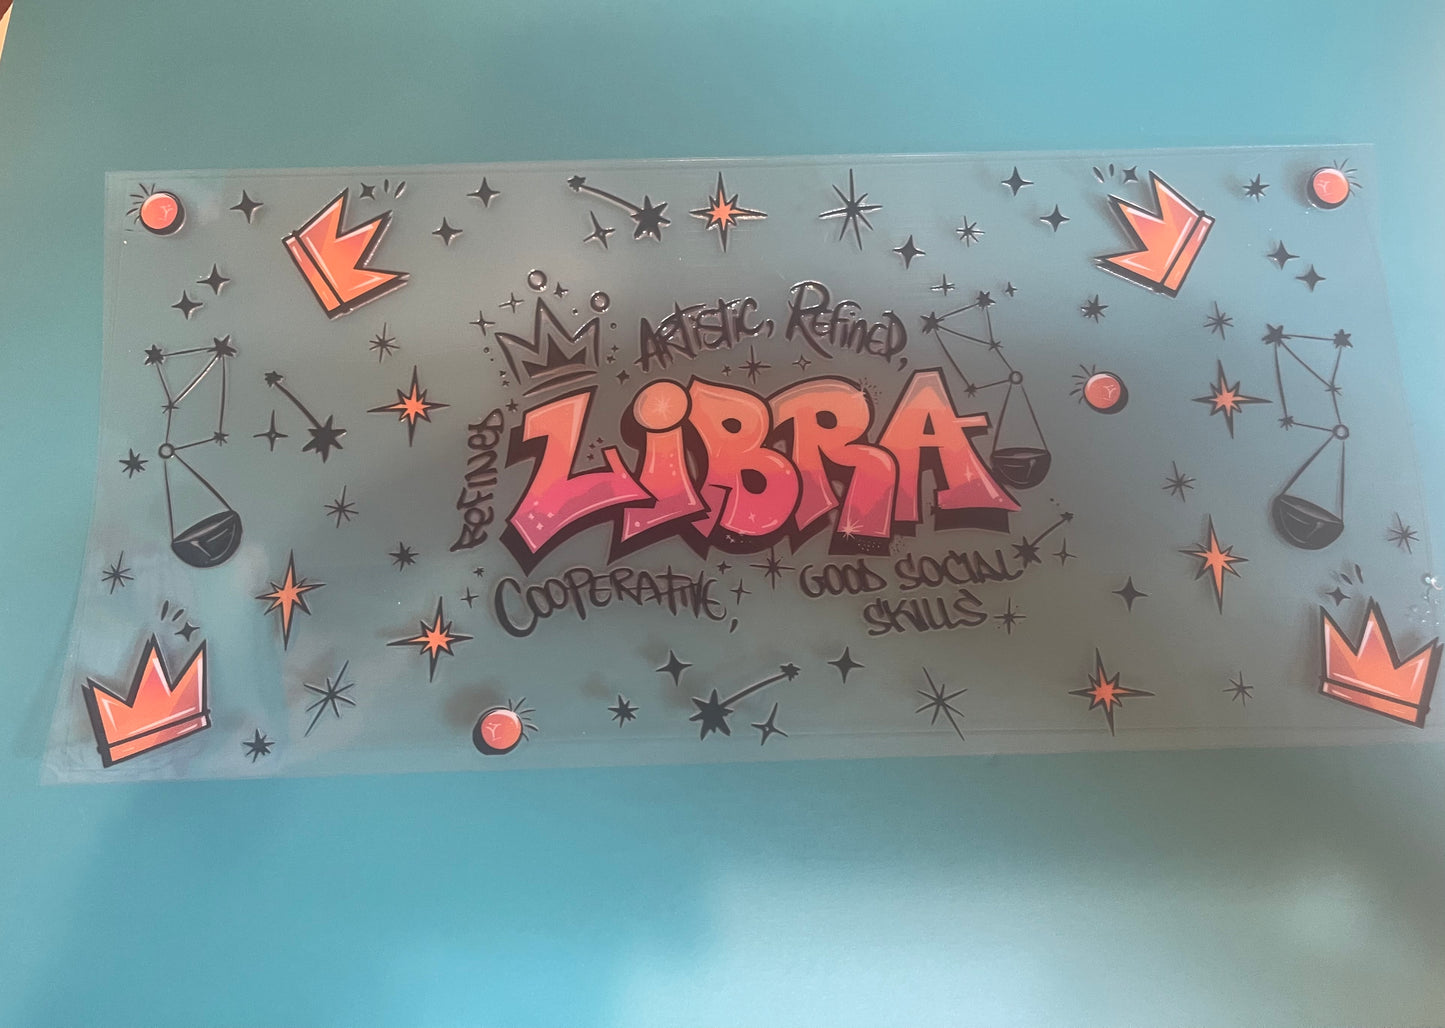 Artistic, Refined,
Refined
LiBRA
Cooperative,
Good Social
Skills